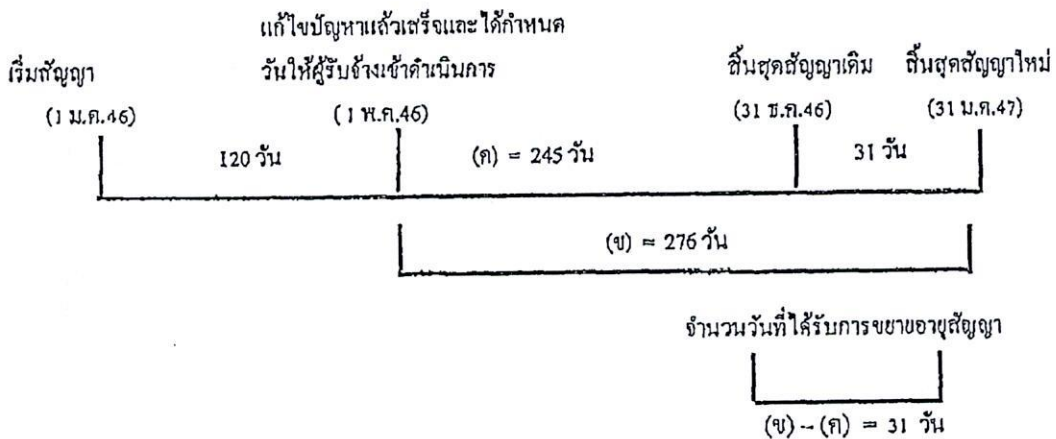 แก้ไขปัญหาแล้วเสร็จและได้กำหนด
เริ่มสัญญา วันให้ผู้รับจ้างเข้าดำเนินการ สิ้นสุดสัญญาเดิม สิ้นสุดสัญญาใหม่
(1 ม.ค.46) (1 พ.ค.46) (31 ธ.ค.46) (31 ม.ค.47)
120 วัน (ค) = 245 วัน 31 วัน
(ข) = 276 วัน
จำนวนวันที่ได้รับการขยายอายุสัญญา
(ข) – (ค) = 31 วัน